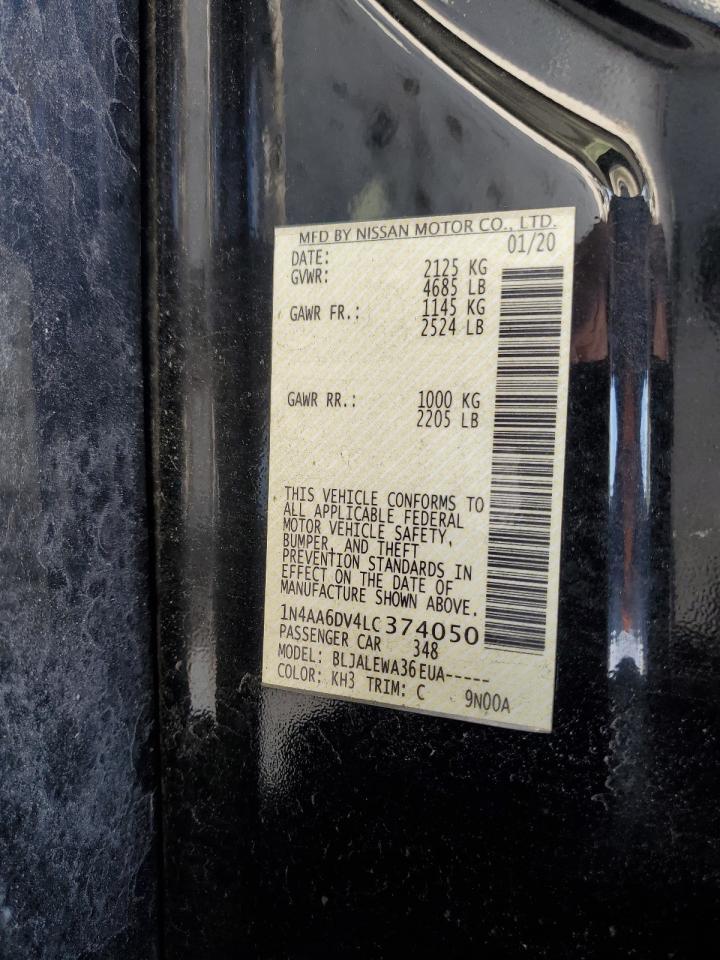 MFD BY NISSAN MOTOR CO., LTD.
DATE: 01/20
GVWR: 2125 KG
4685 LB
GAWR FR.: 1145 KG
2524 LB
GAWR RR.: 1000 KG
2205 LB
THIS VEHICLE CONFORMS TO
ALL APPLICABLE FEDERAL
MOTOR VEHICLE SAFETY,
BUMPER, AND THEFT
PREVENTION STANDARDS IN
EFFECT ON THE DATE OF
MANUFACTURE SHOWN ABOVE.
1N4AA6DV4LC374050
PASSENGER CAR 348
MODEL: BLJALEWA36EUA-----
COLOR: KH3 TRIM: C 9N00A